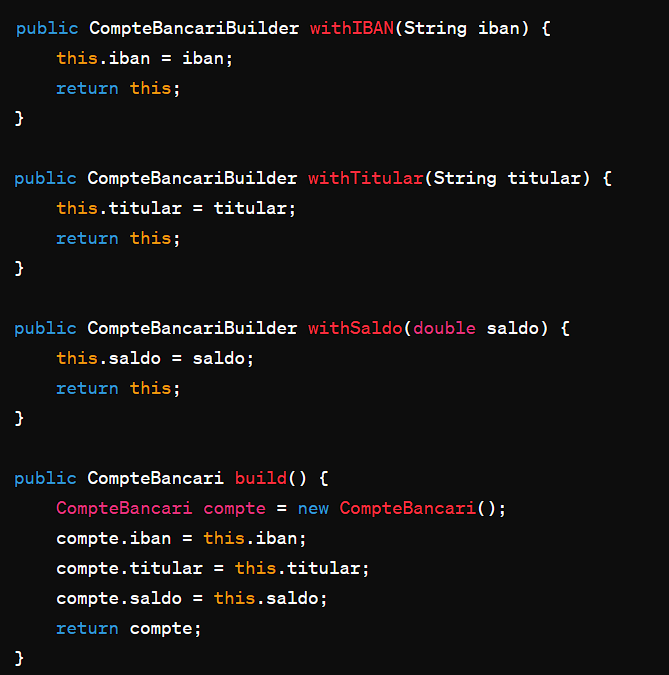 public CompteBancariBuilder withIBAN(String iban) {
    this.iban = iban;
    return this;
}

public CompteBancariBuilder withTitular(String titular) {
    this.titular = titular;
    return this;
}

public CompteBancariBuilder withSaldo(double saldo) {
    this.saldo = saldo;
    return this;
}

public CompteBancari build() {
    CompteBancari compte = new CompteBancari();
    compte.iban = this.iban;
    compte.titular = this.titular;
    compte.saldo = this.saldo;
    return compte;
}